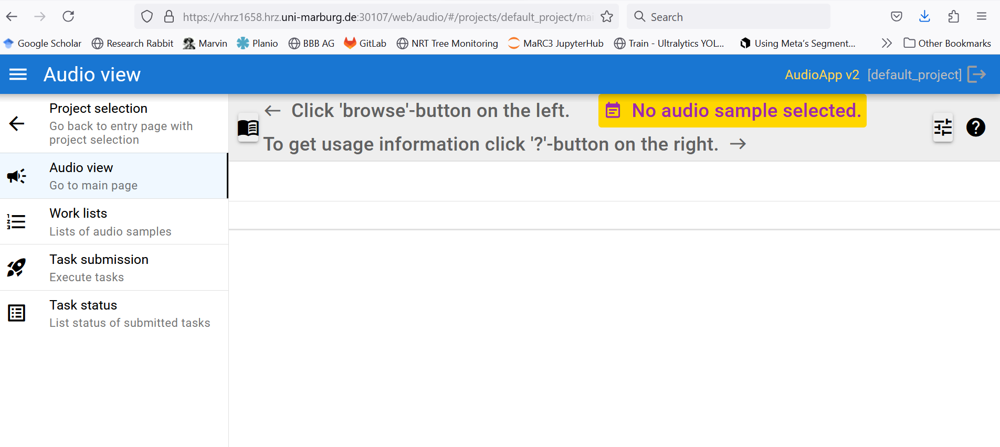 https://vhrz1658.hrz.uni-marburg.de:30107/web/audio/#/projects/default_project/mai
Search
Google Scholar
Research Rabbit
Marvin
Planio
BBB AG
GitLab
NRT Tree Monitoring
MaRC3 JupyterHub
Train - Ultralytics YOL...
Using Meta’s Segment...
Other Bookmarks
Audio view
AudioApp v2 [default_project]
Project selection
Go back to entry page with
project selection
Audio view
Go to main page
Work lists
Lists of audio samples
Task submission
Execute tasks
Task status
List status of submitted tasks
← Click 'browse'-button on the left.
No audio sample selected.
To get usage information click '?'-button on the right. →